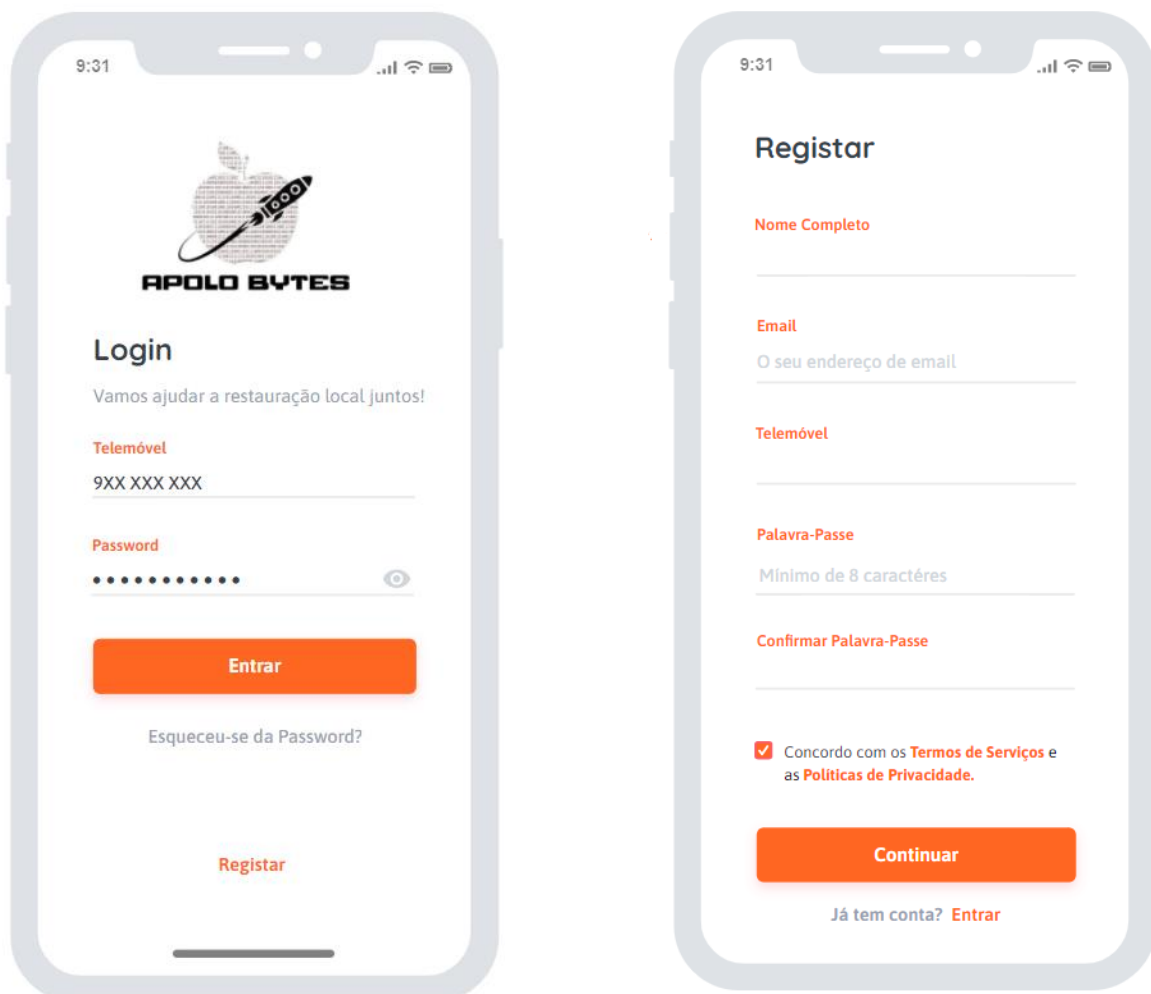 9:31
APOLO BYTES
Login
Vamos ajudar a restauração local juntos!
Telemóvel
9XX XXX XXX
Password
Entrar
Esqueceu-se da Password?
Registar
9:31
Registar
Nome Completo
Email
O seu endereço de email
Telemóvel
Palavra-Passe
Mínimo de 8 caractéres
Confirmar Palavra-Passe
Concordo com os Termos de Serviços e
as Políticas de Privacidade.
Continuar
Já tem conta? Entrar